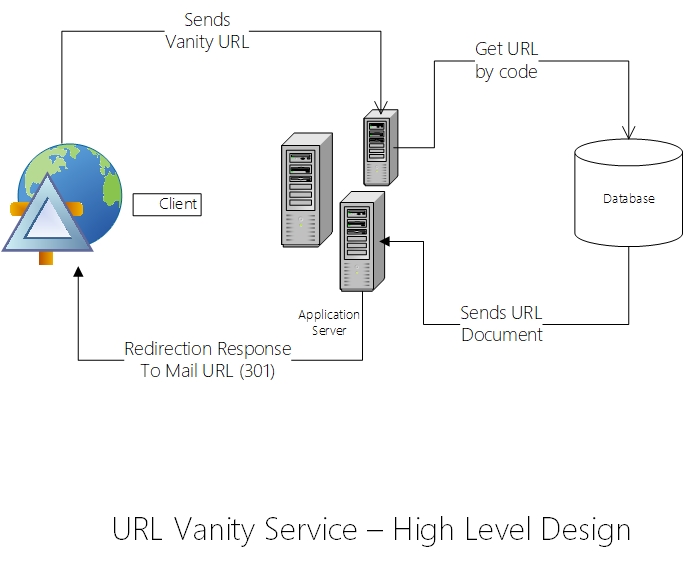 Sends
Vanity URL
Get URL
by code
Client
Database
Application
Server
Sends URL
Document
Redirection Response
To Mail URL (301)
URL Vanity Service – High Level Design